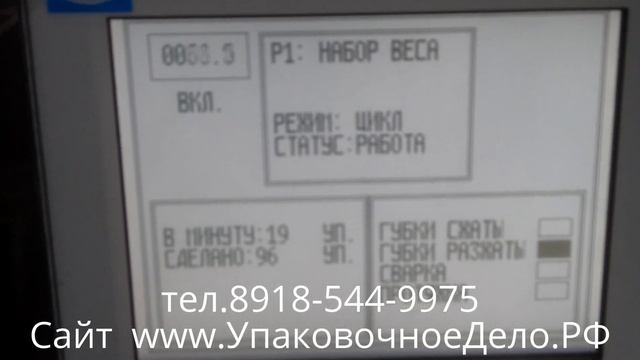 P1: НАБОР ВЕСА
ВКЛ.
РЕЖИМ: ЦИКЛ
СТАТУС:РАБОТА
В МИНУТУ:19 УП.
СДЕЛАНО:96 УП.
ГУБКИ СЖАТЫ
ГУБКИ РАЗЖАТЫ
СВАРКА
тел.8918-544-9975
Сайт www.УпаковочноеДело.РФ